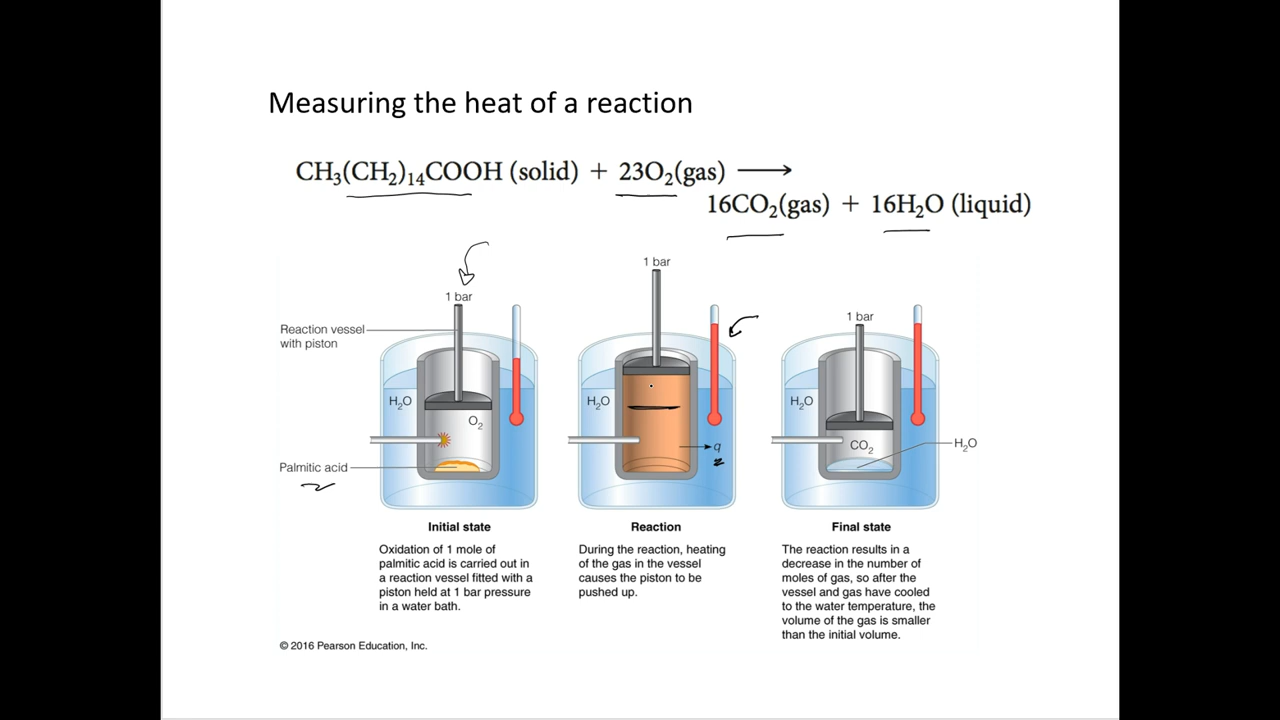 Measuring the heat of a reaction
CH₃(CH₂)₁₄COOH (solid) + 23O₂(gas) ⟶
16CO₂(gas) + 16H₂O (liquid)
1 bar
1 bar
1 bar
Reaction vessel
with piston
H₂O
O₂
Palmitic acid
H₂O
q
H₂O
CO₂
H₂O
Initial state
Oxidation of 1 mole of
palmitic acid is carried out in
a reaction vessel fitted with a
piston held at 1 bar pressure
in a water bath.
Reaction
During the reaction, heating
of the gas in the vessel
causes the piston to be
pushed up.
Final state
The reaction results in a
decrease in the number of
moles of gas, so after the
vessel and gas have cooled
to the water temperature, the
volume of the gas is smaller
than the initial volume.
© 2016 Pearson Education, Inc.